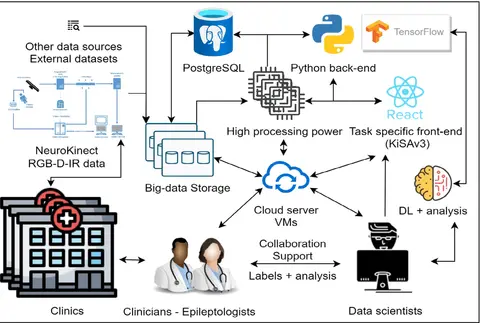 Other data sources
External datasets
PostgreSQL
Python back-end
TensorFlow
NeuroKinect
RGB-D-IR data
Big-data Storage
High processing power
React
Task specific front-end
(KiSAv3)
Cloud server
VMs
DL + analysis
Collaboration
Support
Labels + analysis
Clinics
Clinicians - Epileptologists
Data scientists